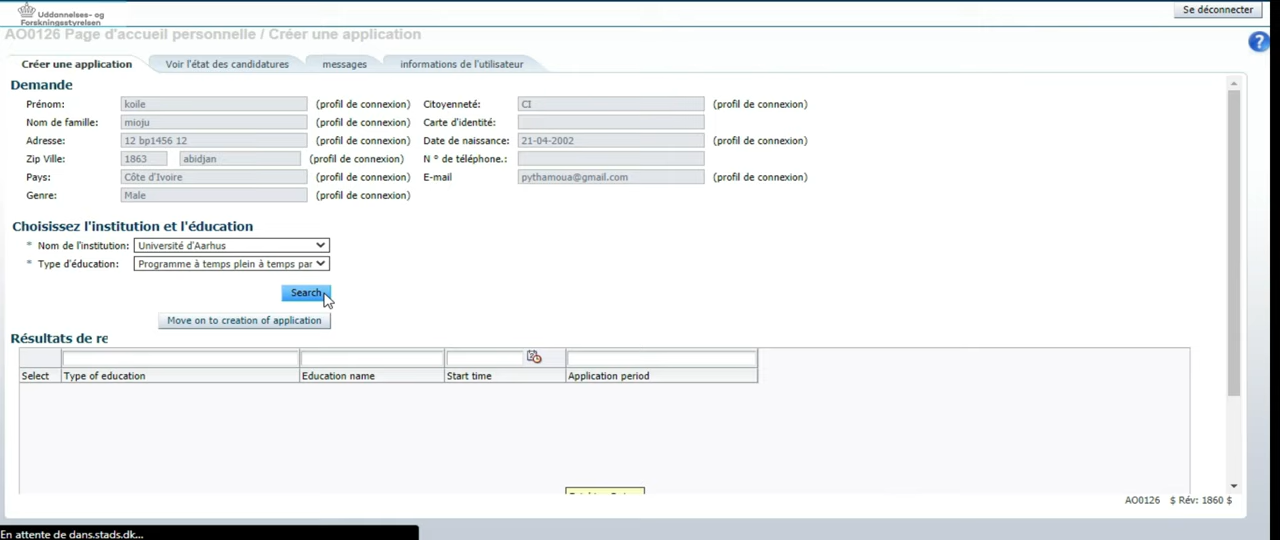 Uddannelses- og
Forskningsstyrelsen
Se déconnecter
AO0126 Page d'accueil personnelle / Créer une application
?
Créer une application Voir l'état des candidatures messages informations de l'utilisateur
Demande
Prénom: koile (profil de connexion) Citoyenneté: CI (profil de connexion)
Nom de famille: mioju (profil de connexion) Carte d'identité:
Adresse: 12 bp1456 12 (profil de connexion) Date de naissance: 21-04-2002 (profil de connexion)
Zip Ville: 1863 abidjan (profil de connexion) N ° de téléphone.:
Pays: Côte d'Ivoire (profil de connexion) E-mail pythamoua@gmail.com (profil de connexion)
Genre: Male (profil de connexion)
Choisissez l'institution et l'éducation
* Nom de l'institution: Université d'Aarhus
* Type d'éducation: Programme à temps plein à temps par
Search
Move on to creation of application
Résultats de re
Select Type of education Education name Start time Application period
AO0126 $ Rév: 1860 $
En attente de dans.stads.dk...